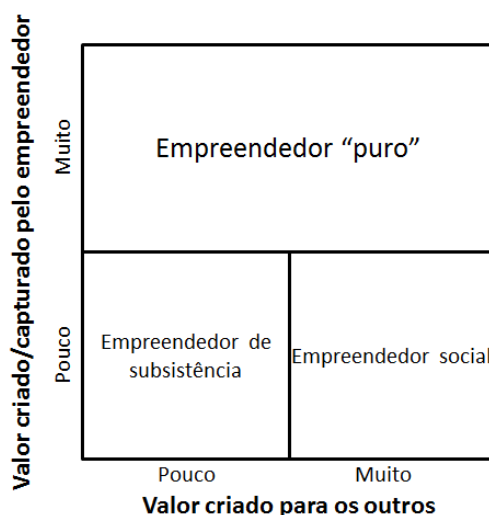 Valor criado/capturado pelo empreendedor
Muito
Empreendedor “puro”
Pouco
Empreendedor de
subsistência
Empreendedor social
Pouco
Muito
Valor criado para os outros